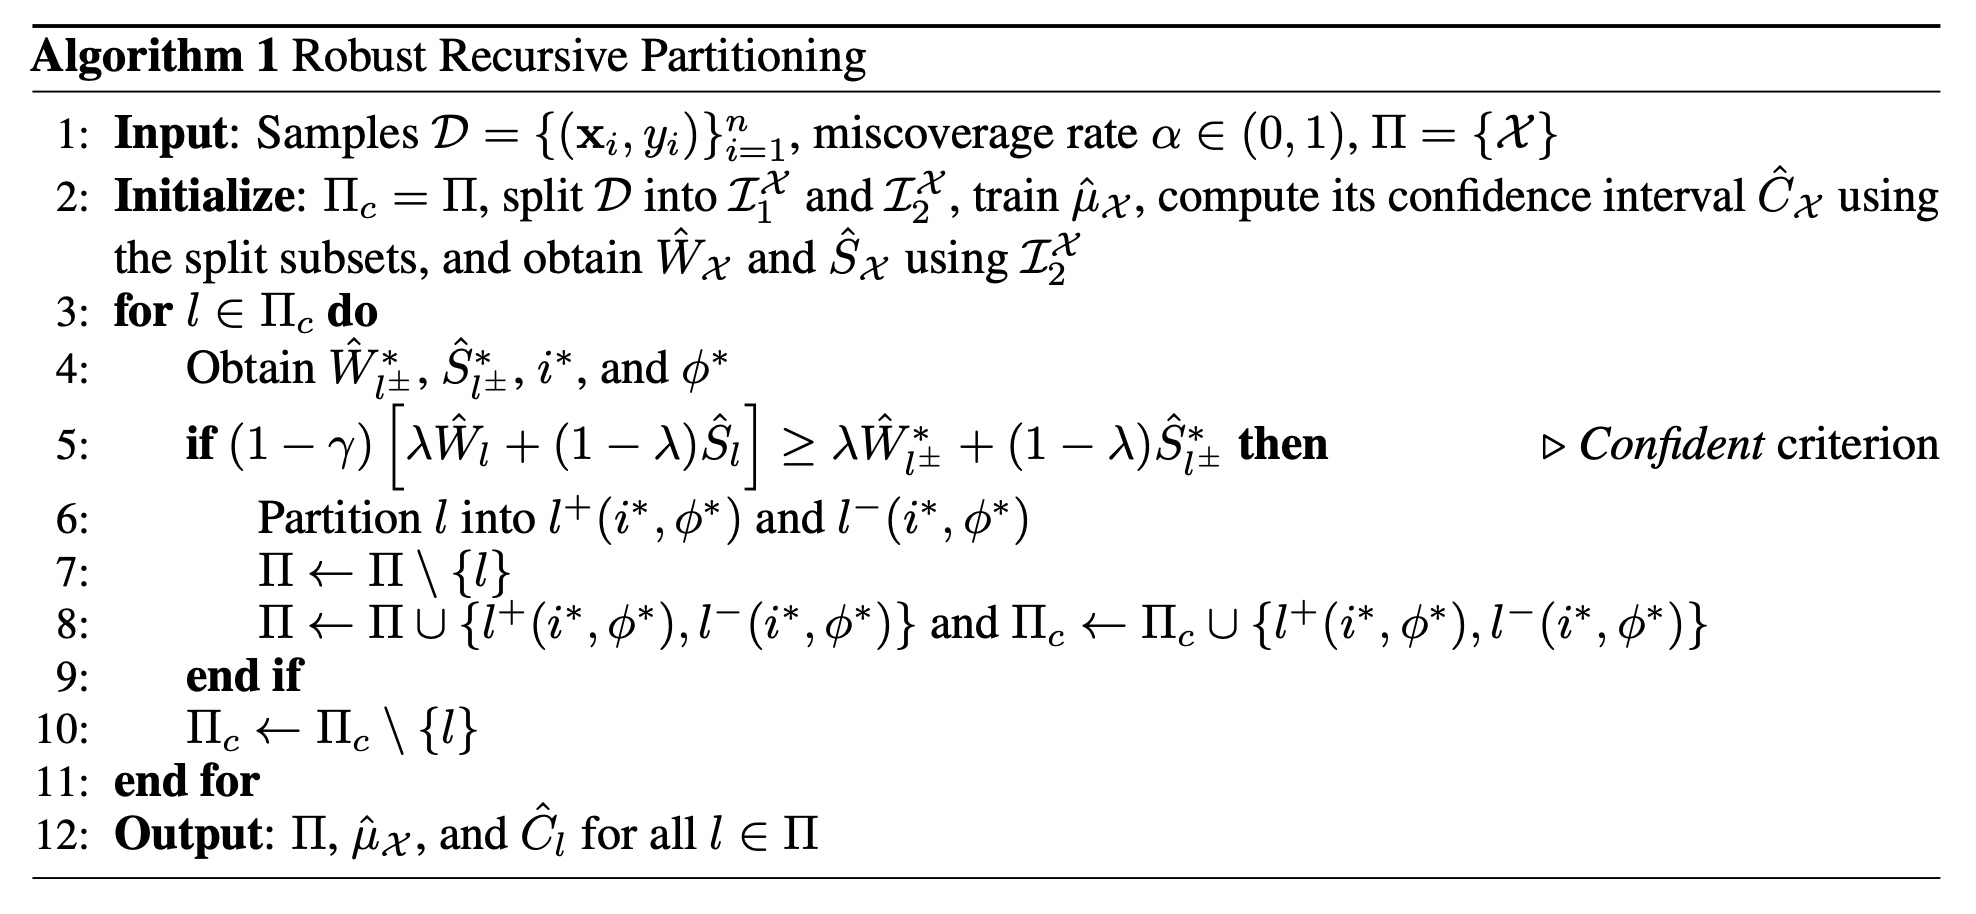 Algorithm 1 Robust Recursive Partitioning
1: Input: Samples $\mathcal{D} = \{(\mathbf{x}_i, y_i)\}_{i=1}^{n}$, miscoverage rate $\alpha \in (0, 1)$, $\Pi = \{\mathcal{X}\}$
2: Initialize: $\Pi_c = \Pi$, split $\mathcal{D}$ into $\mathcal{I}_1^{\mathcal{X}}$ and $\mathcal{I}_2^{\mathcal{X}}$, train $\hat{\mu}_{\mathcal{X}}$, compute its confidence interval $\hat{C}_{\mathcal{X}}$ using
the split subsets, and obtain $\hat{W}_{\mathcal{X}}$ and $\hat{S}_{\mathcal{X}}$ using $\mathcal{I}_2^{\mathcal{X}}$
3: for $l \in \Pi_c$ do
4: Obtain $\hat{W}^*_{l^\pm}$, $\hat{S}^*_{l^\pm}$, $i^*$, and $\phi^*$
5: if $(1 - \gamma) \left[ \lambda \hat{W}_l + (1 - \lambda) \hat{S}_l \right] \geq \lambda \hat{W}^*_{l^\pm} + (1 - \lambda) \hat{S}^*_{l^\pm}$ then ▷ Confident criterion
6: Partition $l$ into $l^+(i^*, \phi^*)$ and $l^-(i^*, \phi^*)$
7: $\Pi \leftarrow \Pi \setminus \{l\}$
8: $\Pi \leftarrow \Pi \cup \{l^+(i^*, \phi^*), l^-(i^*, \phi^*)\}$ and $\Pi_c \leftarrow \Pi_c \cup \{l^+(i^*, \phi^*), l^-(i^*, \phi^*)\}$
9: end if
10: $\Pi_c \leftarrow \Pi_c \setminus \{l\}$
11: end for
12: Output: $\Pi$, $\hat{\mu}_{\mathcal{X}}$, and $\hat{C}_l$ for all $l \in \Pi$